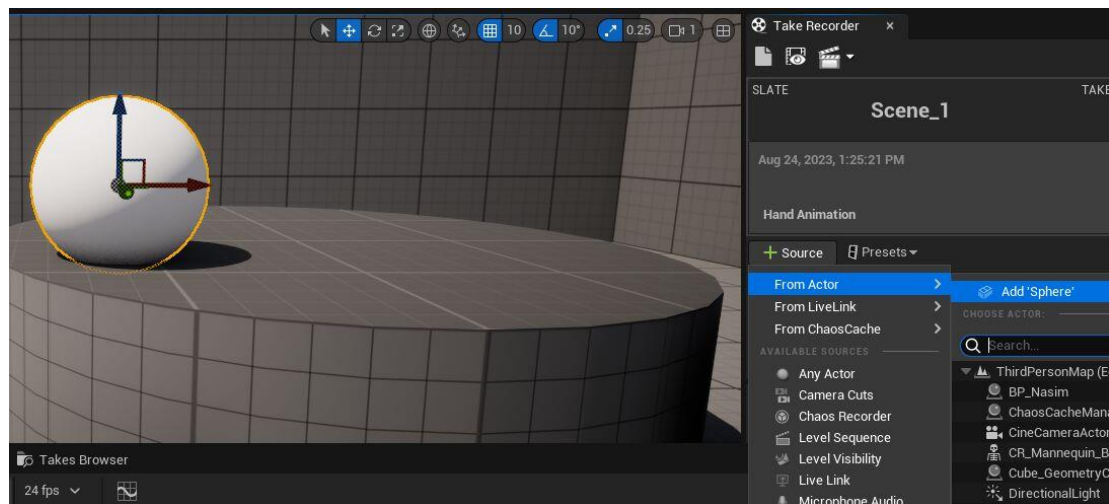 10 10° 0.25 1
Take Recorder
SLATE TAKE
Scene_1
Aug 24, 2023, 1:25:21 PM
Hand Animation
Source Presets
From Actor
From LiveLink
From ChaosCache
AVAILABLE SOURCES
Any Actor
Camera Cuts
Chaos Recorder
Level Sequence
Level Visibility
Live Link
Microphone Audio
Add 'Sphere'
CHOOSE ACTOR:
Search...
ThirdPersonMap (E
BP_Nasim
ChaosCacheMana
CineCameraActor
CR_Mannequin_B
Cube_GeometryC
DirectionalLight
Takes Browser
24 fps